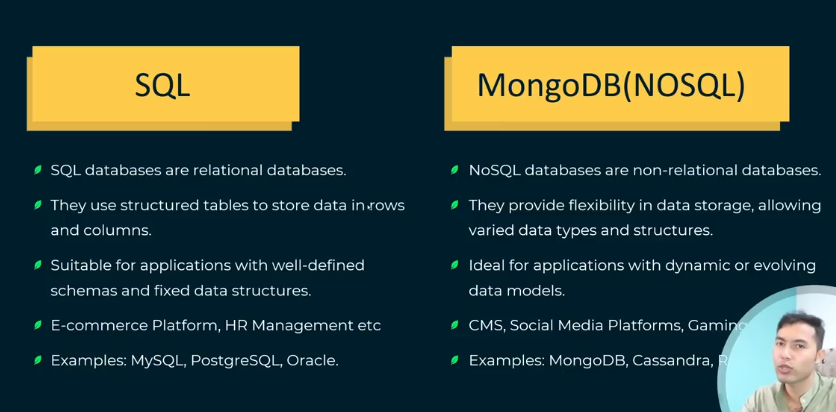 SQL
SQL databases are relational databases.
They use structured tables to store data in rows
and columns.
Suitable for applications with well-defined
schemas and fixed data structures.
E-commerce Platform, HR Management etc
Examples: MySQL, PostgreSQL, Oracle.
MongoDB(NOSQL)
NoSQL databases are non-relational databases.
They provide flexibility in data storage, allowing
varied data types and structures.
Ideal for applications with dynamic or evolving
data models.
CMS, Social Media Platforms, Gaming
Examples: MongoDB, Cassandra,